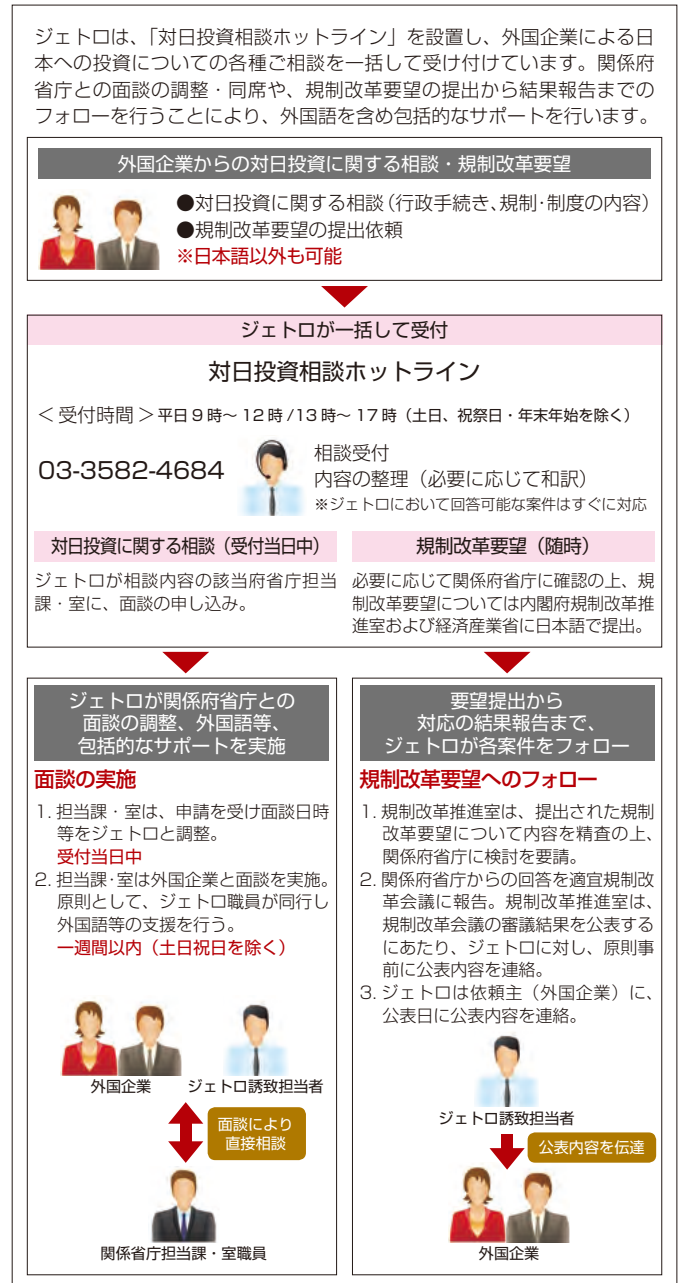 ジェトロは、「対日投資相談ホットライン」を設置し、外国企業による日
本への投資についての各種ご相談を一括して受け付けています。関係府
省庁との面談の調整・同席や、規制改革要望の提出から結果報告までの
フォローを行うことにより、外国語を含め包括的なサポートを行います。
外国企業からの対日投資に関する相談・規制改革要望
●対日投資に関する相談(行政手続き、規制・制度の内容)
●規制改革要望の提出依頼
※日本語以外も可能
ジェトロが一括して受付
対日投資相談ホットライン
＜受付時間＞平日9時～12時/13時～17時（土日、祝祭日・年末年始を除く）
03-3582-4684
相談受付
内容の整理（必要に応じて和訳）
※ジェトロにおいて回答可能な案件はすぐに対応
対日投資に関する相談（受付当日中）
ジェトロが相談内容の該当府省庁担当
課・室に、面談の申し込み。
規制改革要望（随時）
必要に応じて関係府省庁に確認の上、規
制改革要望については内閣府規制改革推
進室および経済産業省に日本語で提出。
ジェトロが関係府省庁との
面談の調整、外国語等、
包括的なサポートを実施
面談の実施
1. 担当課・室は、申請を受け面談日時
等をジェトロと調整。
受付当日中
2. 担当課・室は外国企業と面談を実施。
原則として、ジェトロ職員が同行し
外国語等の支援を行う。
一週間以内（土日祝日を除く）
外国企業
ジェトロ誘致担当者
面談により
直接相談
関係省庁担当課・室職員
要望提出から
対応の結果報告まで、
ジェトロが各案件をフォロー
規制改革要望へのフォロー
1. 規制改革推進室は、提出された規制
改革要望について内容を精査の上、
関係府省庁に検討を要請。
2. 関係府省庁からの回答を適宜規制改
革会議に報告。規制改革推進室は、
規制改革会議の審議結果を公表する
にあたり、ジェトロに対し、原則事
前に公表内容を連絡。
3. ジェトロは依頼主（外国企業）に、
公表日に公表内容を連絡。
ジェトロ誘致担当者
公表内容を伝達
外国企業